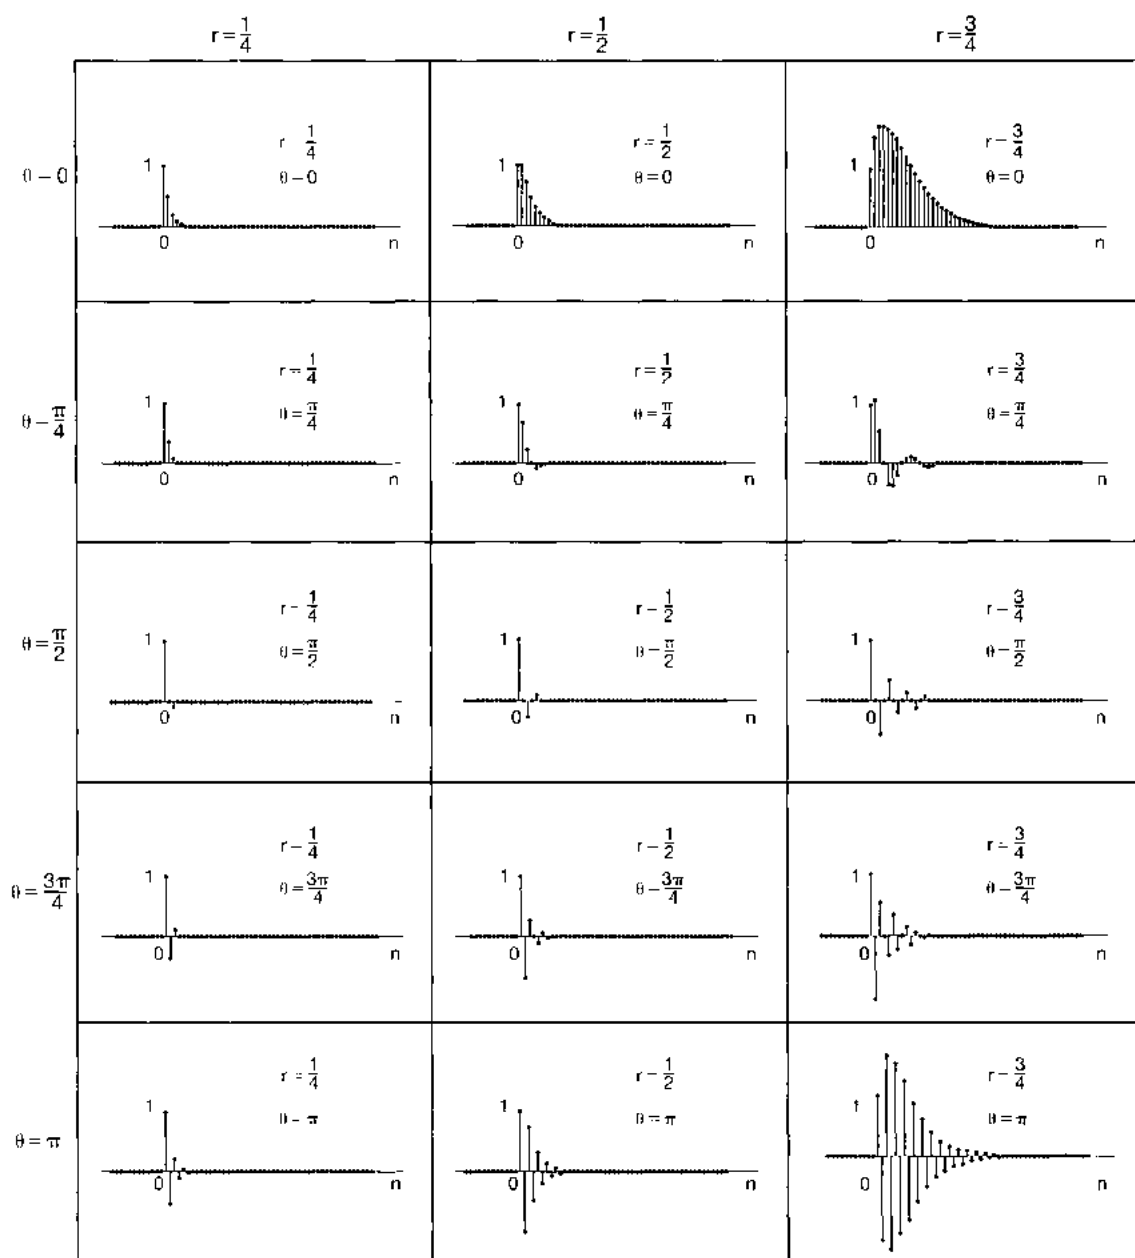 r = 1/4 r = 1/2 r = 3/4
θ – 0
r – 1/4
θ – 0
1
0
n
r = 1/2
θ = 0
1
0
n
r – 3/4
θ = 0
1
0
n
θ – π/4
r = 1/4
θ = π/4
1
0
n
r = 1/2
θ = π/4
1
0
n
r = 3/4
θ = π/4
1
0
n
θ = π/2
r – 1/4
θ = π/2
1
0
n
r – 1/2
θ – π/2
1
0
n
r – 3/4
θ – π/2
1
0
n
θ = 3π/4
r – 1/4
θ = 3π/4
1
0
n
r – 1/2
θ – 3π/4
1
0
n
r – 3/4
θ – 3π/4
1
0
n
θ = π
r = 1/4
θ – π
1
0
n
r – 1/2
θ = π
1
0
n
r – 3/4
θ = π
1
0
n